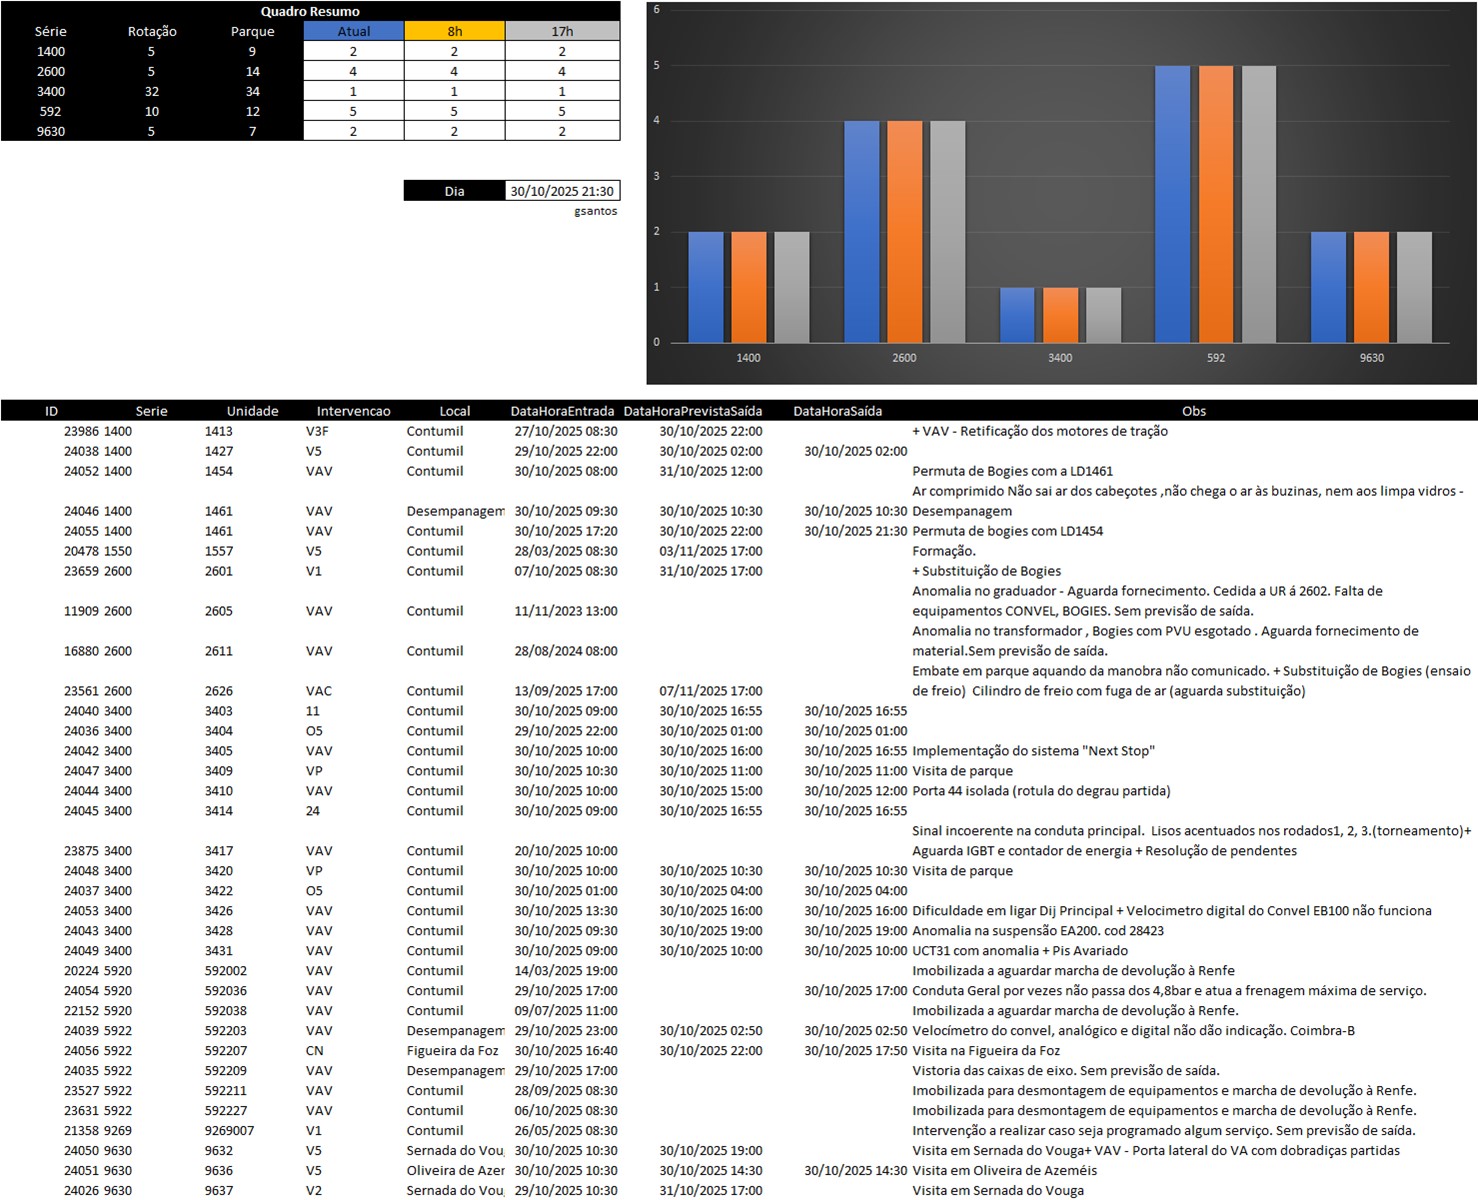 Quadro Resumo
Série Rotação Parque Atual 8h 17h
1400 5 9 2 2 2
2600 5 14 4 4 4
3400 32 34 1 1 1
592 10 12 5 5 5
9630 5 7 2 2 2
Dia 30/10/2025 21:30
gsantos
6
5
4
3
2
1
0
1400 2600 3400 592 9630
ID Serie Unidade Intervencao Local DataHoraEntrada DataHoraPrevistaSaída DataHoraSaída Obs
23986 1400 1413 V3F Contumil 27/10/2025 08:30 30/10/2025 22:00 + VAV - Retificação dos motores de tração
24038 1400 1427 V5 Contumil 29/10/2025 22:00 30/10/2025 02:00 30/10/2025 02:00
24052 1400 1454 VAV Contumil 30/10/2025 08:00 31/10/2025 12:00 Permuta de Bogies com a LD1461
Ar comprimido Não sai ar dos cabeçotes ,não chega o ar às buzinas, nem aos limpa vidros -
24046 1400 1461 VAV Desempanagem 30/10/2025 09:30 30/10/2025 10:30 30/10/2025 10:30 Desempanagem
24055 1400 1461 VAV Contumil 30/10/2025 17:20 30/10/2025 22:00 30/10/2025 21:30 Permuta de bogies com LD1454
20478 1550 1557 V5 Contumil 28/03/2025 08:30 03/11/2025 17:00 Formação.
23659 2600 2601 V1 Contumil 07/10/2025 08:30 31/10/2025 17:00 + Substituição de Bogies
Anomalia no graduador - Aguarda fornecimento. Cedida a UR á 2602. Falta de
11909 2600 2605 VAV Contumil 11/11/2023 13:00 equipamentos CONVEL, BOGIES. Sem previsão de saída.
Anomalia no transformador , Bogies com PVU esgotado . Aguarda fornecimento de
16880 2600 2611 VAV Contumil 28/08/2024 08:00 material.Sem previsão de saída.
Embate em parque aquando da manobra não comunicado. + Substituição de Bogies (ensaio
23561 2600 2626 VAC Contumil 13/09/2025 17:00 07/11/2025 17:00 de freio)  Cilindro de freio com fuga de ar (aguarda substituição)
24040 3400 3403 11 Contumil 30/10/2025 09:00 30/10/2025 16:55 30/10/2025 16:55
24036 3400 3404 O5 Contumil 29/10/2025 22:00 30/10/2025 01:00 30/10/2025 01:00
24042 3400 3405 VAV Contumil 30/10/2025 10:00 30/10/2025 16:00 30/10/2025 16:55 Implementação do sistema "Next Stop"
24047 3400 3409 VP Contumil 30/10/2025 10:30 30/10/2025 11:00 30/10/2025 11:00 Visita de parque
24044 3400 3410 VAV Contumil 30/10/2025 10:00 30/10/2025 15:00 30/10/2025 12:00 Porta 44 isolada (rotula do degrau partida)
24045 3400 3414 24 Contumil 30/10/2025 09:00 30/10/2025 16:55 30/10/2025 16:55
Sinal incoerente na conduta principal.  Lisos acentuados nos rodados1, 2, 3.(torneamento)+
23875 3400 3417 VAV Contumil 20/10/2025 10:00 Aguarda IGBT e contador de energia + Resolução de pendentes
24048 3400 3420 VP Contumil 30/10/2025 10:00 30/10/2025 10:30 30/10/2025 10:30 Visita de parque
24037 3400 3422 O5 Contumil 30/10/2025 01:00 30/10/2025 04:00 30/10/2025 04:00
24053 3400 3426 VAV Contumil 30/10/2025 13:30 30/10/2025 16:00 30/10/2025 16:00 Dificuldade em ligar Dij Principal + Velocimetro digital do Convel EB100 não funciona
24043 3400 3428 VAV Contumil 30/10/2025 09:30 30/10/2025 19:00 30/10/2025 19:00 Anomalia na suspensão EA200. cod 28423
24049 3400 3431 VAV Contumil 30/10/2025 09:00 30/10/2025 10:00 30/10/2025 10:00 UCT31 com anomalia + Pis Avariado
20224 5920 592002 VAV Contumil 14/03/2025 19:00 Imobilizada a aguardar marcha de devolução à Renfe
24054 5920 592036 VAV Contumil 29/10/2025 17:00 30/10/2025 17:00 Conduta Geral por vezes não passa dos 4,8bar e atua a frenagem máxima de serviço.
22152 5920 592038 VAV Contumil 09/07/2025 11:00 Imobilizada a aguardar marcha de devolução à Renfe.
24039 5922 592203 VAV Desempanagem 29/10/2025 23:00 30/10/2025 02:50 30/10/2025 02:50 Velocímetro do convel, analógico e digital não dão indicação. Coimbra-B
24056 5922 592207 CN Figueira da Foz 30/10/2025 16:40 30/10/2025 22:00 30/10/2025 17:50 Visita na Figueira da Foz
24035 5922 592209 VAV Desempanagem 29/10/2025 17:00 Vistoria das caixas de eixo. Sem previsão de saída.
23527 5922 592211 VAV Contumil 28/09/2025 08:30 Imobilizada para desmontagem de equipamentos e marcha de devolução à Renfe.
23631 5922 592227 VAV Contumil 06/10/2025 08:30 Imobilizada para desmontagem de equipamentos e marcha de devolução à Renfe.
21358 9269 9269007 V1 Contumil 26/05/2025 08:30 Intervenção a realizar caso seja programado algum serviço. Sem previsão de saída.
24050 9630 9632 V5 Sernada do Vou 30/10/2025 10:30 30/10/2025 19:00 Visita em Sernada do Vouga+ VAV - Porta lateral do VA com dobradiças partidas
24051 9630 9636 V5 Oliveira de Azer 30/10/2025 10:30 30/10/2025 14:30 30/10/2025 14:30 Visita em Oliveira de Azeméis
24026 9630 9637 V2 Sernada do Vou 29/10/2025 10:30 31/10/2025 17:00 Visita em Sernada do Vouga